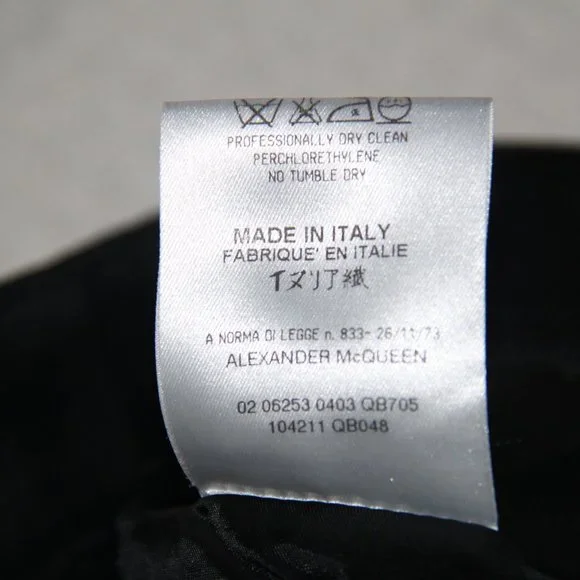 PROFESSIONALLY DRY CLEAN
PERCHLORETHYLENE
NO TUMBLE DRY
MADE IN ITALY
FABRIQUE' EN ITALIE
イタリア織
A NORMA DI LEGGE n. 833- 26/11/73
ALEXANDER McQUEEN
02 06253 0403 QB705
104211 QB048